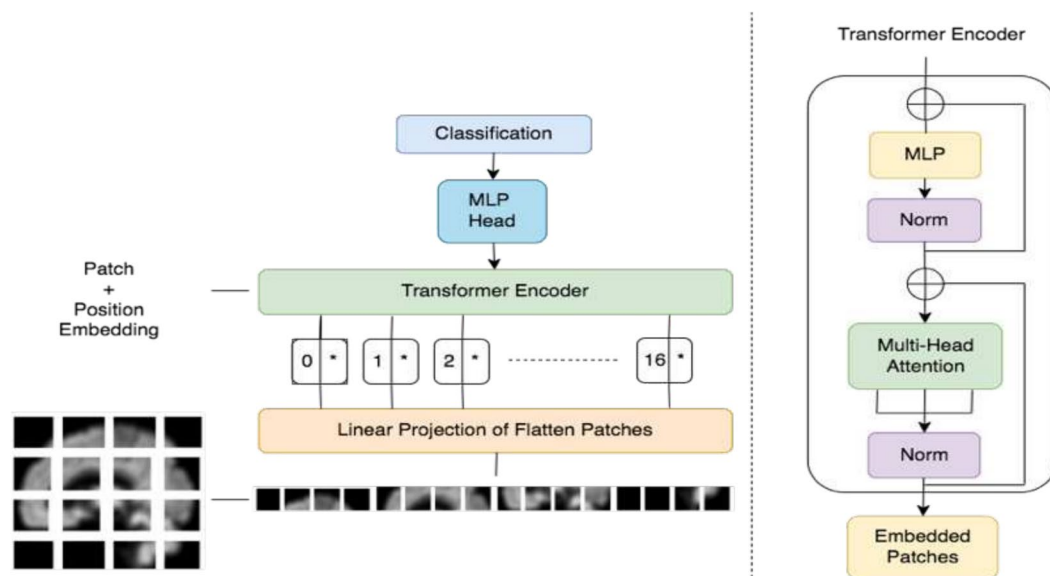 Transformer Encoder
Classification
MLP
Head
Patch
+
Position
Embedding
Transformer Encoder
0 *
1 *
2 *
16 *
Linear Projection of Flatten Patches
MLP
Norm
Multi-Head
Attention
Norm
Embedded
Patches